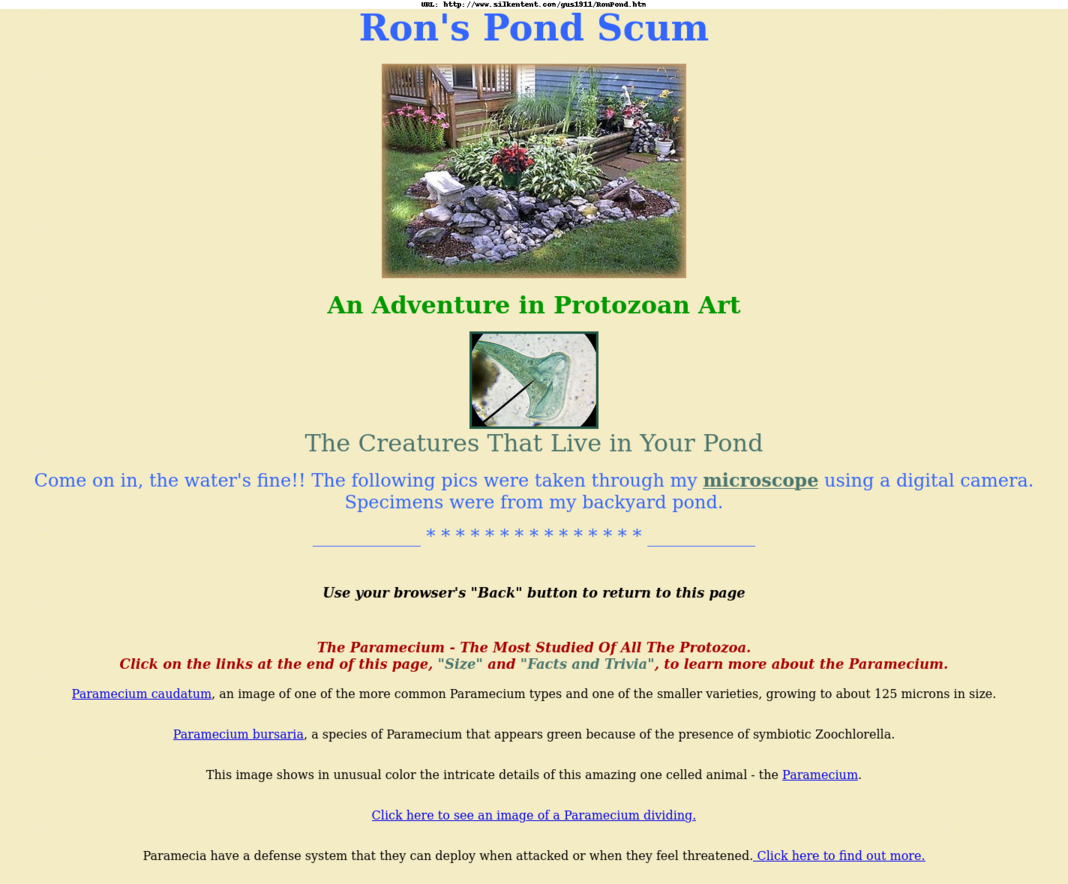 URL: http://www.silkentent.com/gus1911/RonPond.htm
Ron's Pond Scum
An Adventure in Protozoan Art
The Creatures That Live in Your Pond
Come on in, the water's fine!! The following pics were taken through my microscope using a digital camera.
Specimens were from my backyard pond.
____________ * * * * * * * * * * * * * * * ____________
Use your browser's "Back" button to return to this page
The Paramecium - The Most Studied Of All The Protozoa.
Click on the links at the end of this page, "Size" and "Facts and Trivia", to learn more about the Paramecium.
Paramecium caudatum, an image of one of the more common Paramecium types and one of the smaller varieties, growing to about 125 microns in size.
Paramecium bursaria, a species of Paramecium that appears green because of the presence of symbiotic Zoochlorella.
This image shows in unusual color the intricate details of this amazing one celled animal - the Paramecium.
Click here to see an image of a Paramecium dividing.
Paramecia have a defense system that they can deploy when attacked or when they feel threatened. Click here to find out more.